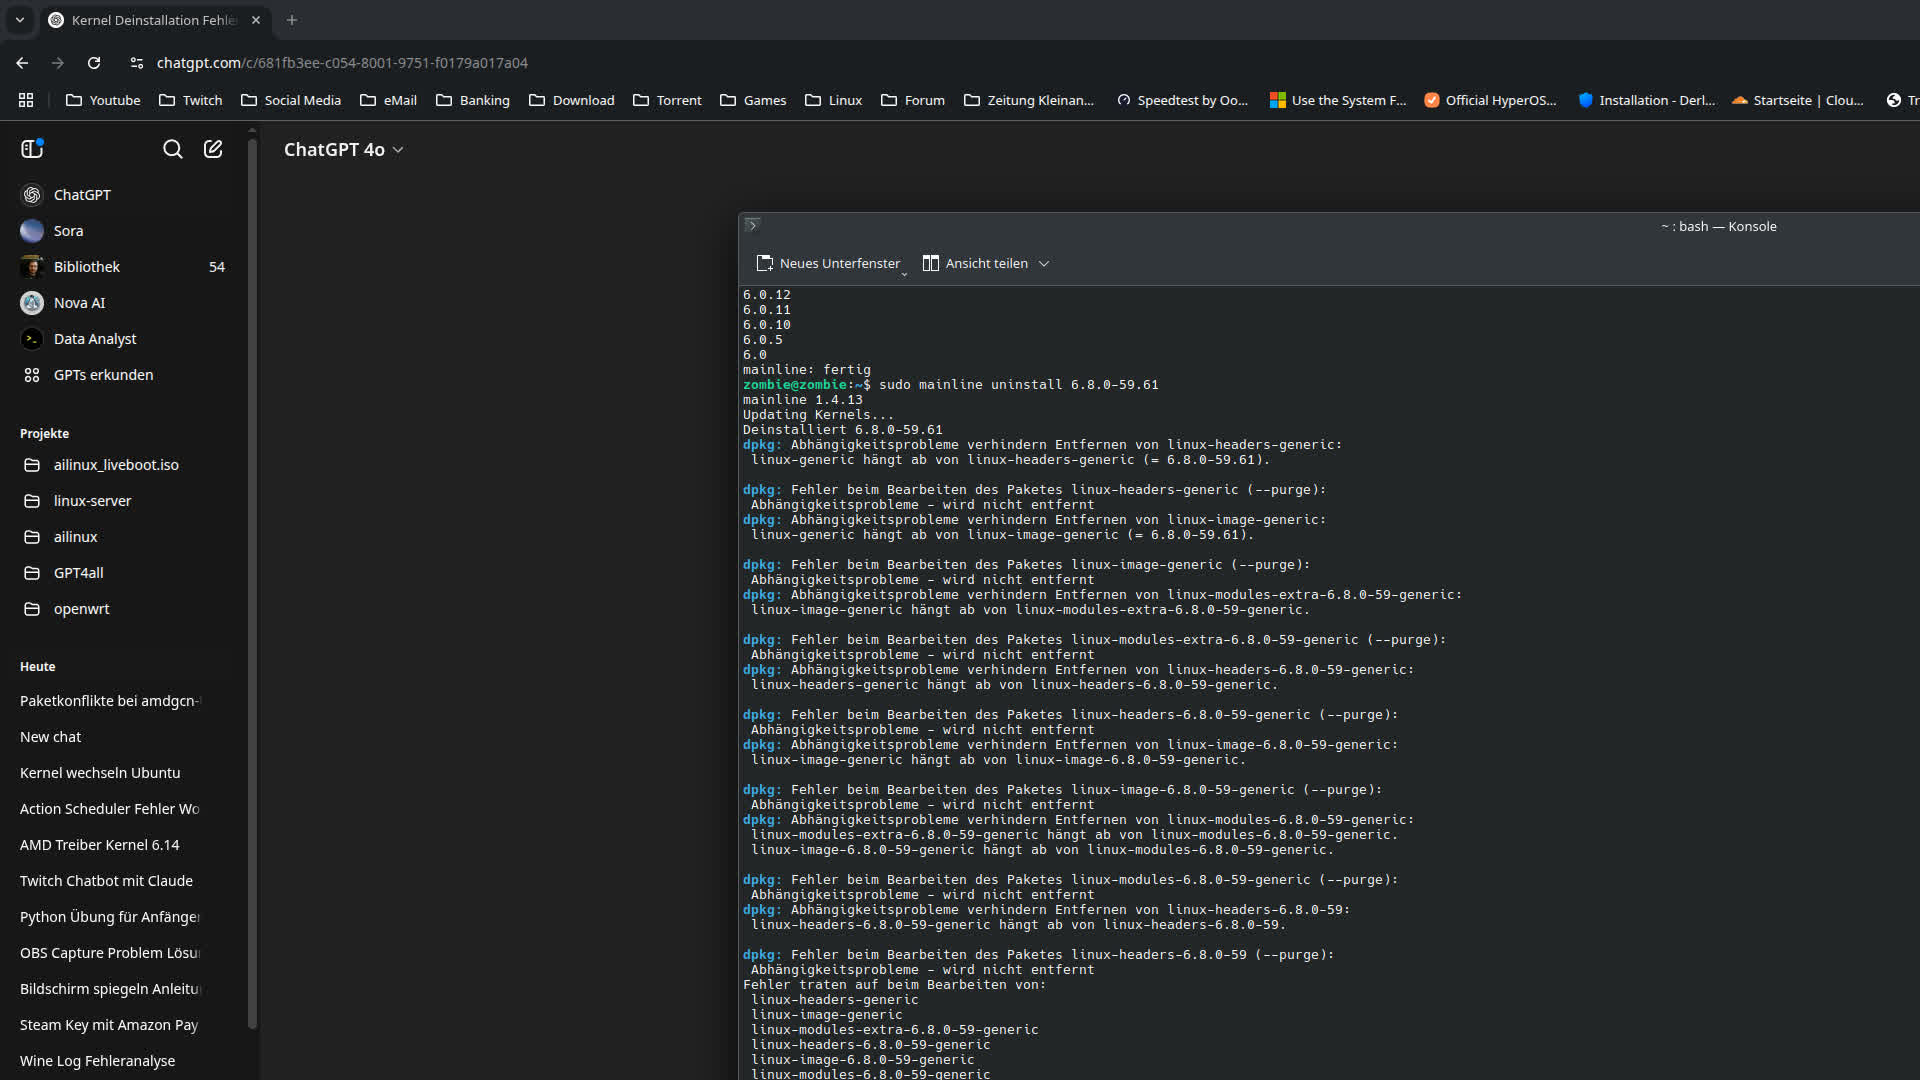 Kernel Deinstallation Fehle
chatgpt.com/c/681fb3ee-c054-8001-9751-f0179a017a04
Youtube Twitch Social Media eMail Banking Download Torrent Games Linux Forum Zeitung Kleinan... Speedtest by Oo... Use the System F... Official HyperOS... Installation - Derl... Startseite | Clou... Tr
ChatGPT 4o
ChatGPT
Sora
Bibliothek 54
Nova AI
Data Analyst
GPTs erkunden
Projekte
ailinux_liveboot.iso
linux-server
ailinux
GPT4all
openwrt
Heute
Paketkonflikte bei amdgcn-
New chat
Kernel wechseln Ubuntu
Action Scheduler Fehler Wo
AMD Treiber Kernel 6.14
Twitch Chatbot mit Claude
Python Übung für Anfänger
OBS Capture Problem Lösu
Bildschirm spiegeln Anleitu
Steam Key mit Amazon Pay
Wine Log Fehleranalyse
~ : bash — Konsole
Neues Unterfenster Ansicht teilen
6.0.12
6.0.11
6.0.10
6.0.5
6.0
mainline: fertig
zombie@zombie:~$ sudo mainline uninstall 6.8.0-59.61
mainline 1.4.13
Updating Kernels...
Deinstalliert 6.8.0-59.61
dpkg: Abhängigkeitsprobleme verhindern Entfernen von linux-headers-generic:
linux-generic hängt ab von linux-headers-generic (= 6.8.0-59.61).
dpkg: Fehler beim Bearbeiten des Paketes linux-headers-generic (--purge):
Abhängigkeitsprobleme - wird nicht entfernt
dpkg: Abhängigkeitsprobleme verhindern Entfernen von linux-image-generic:
linux-generic hängt ab von linux-image-generic (= 6.8.0-59.61).
dpkg: Fehler beim Bearbeiten des Paketes linux-image-generic (--purge):
Abhängigkeitsprobleme - wird nicht entfernt
dpkg: Abhängigkeitsprobleme verhindern Entfernen von linux-modules-extra-6.8.0-59-generic:
linux-image-generic hängt ab von linux-modules-extra-6.8.0-59-generic.
dpkg: Fehler beim Bearbeiten des Paketes linux-modules-extra-6.8.0-59-generic (--purge):
Abhängigkeitsprobleme - wird nicht entfernt
dpkg: Abhängigkeitsprobleme verhindern Entfernen von linux-headers-6.8.0-59-generic:
linux-headers-generic hängt ab von linux-headers-6.8.0-59-generic.
dpkg: Fehler beim Bearbeiten des Paketes linux-headers-6.8.0-59-generic (--purge):
Abhängigkeitsprobleme - wird nicht entfernt
dpkg: Abhängigkeitsprobleme verhindern Entfernen von linux-image-6.8.0-59-generic:
linux-image-generic hängt ab von linux-image-6.8.0-59-generic.
dpkg: Fehler beim Bearbeiten des Paketes linux-image-6.8.0-59-generic (--purge):
Abhängigkeitsprobleme - wird nicht entfernt
dpkg: Abhängigkeitsprobleme verhindern Entfernen von linux-modules-6.8.0-59-generic:
linux-modules-extra-6.8.0-59-generic hängt ab von linux-modules-6.8.0-59-generic.
linux-image-6.8.0-59-generic hängt ab von linux-modules-6.8.0-59-generic.
dpkg: Fehler beim Bearbeiten des Paketes linux-modules-6.8.0-59-generic (--purge):
Abhängigkeitsprobleme - wird nicht entfernt
dpkg: Abhängigkeitsprobleme verhindern Entfernen von linux-headers-6.8.0-59:
linux-headers-6.8.0-59-generic hängt ab von linux-headers-6.8.0-59.
dpkg: Fehler beim Bearbeiten des Paketes linux-headers-6.8.0-59 (--purge):
Abhängigkeitsprobleme - wird nicht entfernt
Fehler traten auf beim Bearbeiten von:
linux-headers-generic
linux-image-generic
linux-modules-extra-6.8.0-59-generic
linux-headers-6.8.0-59-generic
linux-image-6.8.0-59-generic
linux-modules-6.8.0-59-generic